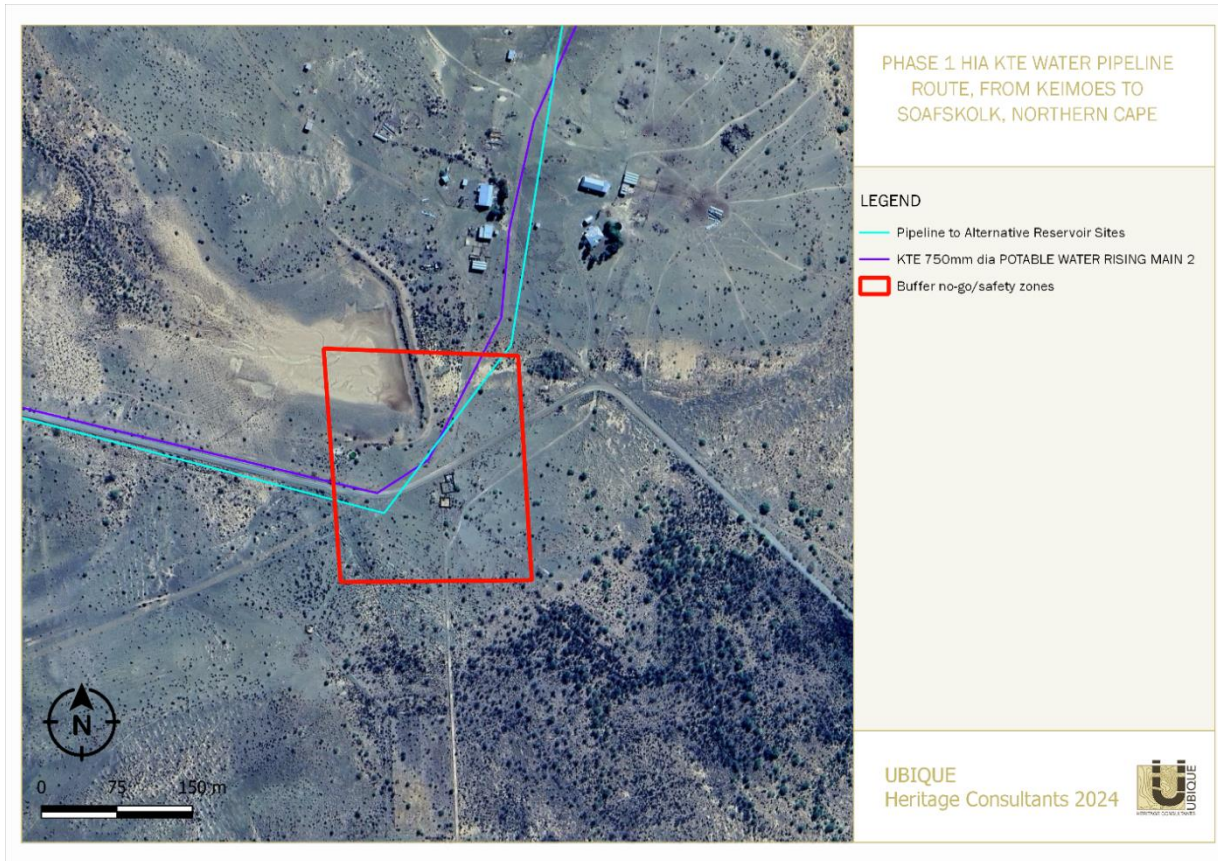 PHASE 1 HIA KTE WATER PIPELINE
ROUTE, FROM KEIMOES TO
SOAFSKOLK, NORTHERN CAPE
LEGEND
Pipeline to Alternative Reservoir Sites
KTE 750mm dia POTABLE WATER RISING MAIN 2
Buffer no-go/safety zones
N
0 75 150 m
UBIQUE
Heritage Consultants 2024
UBIQUE
HERITAGE CONSULTANTS